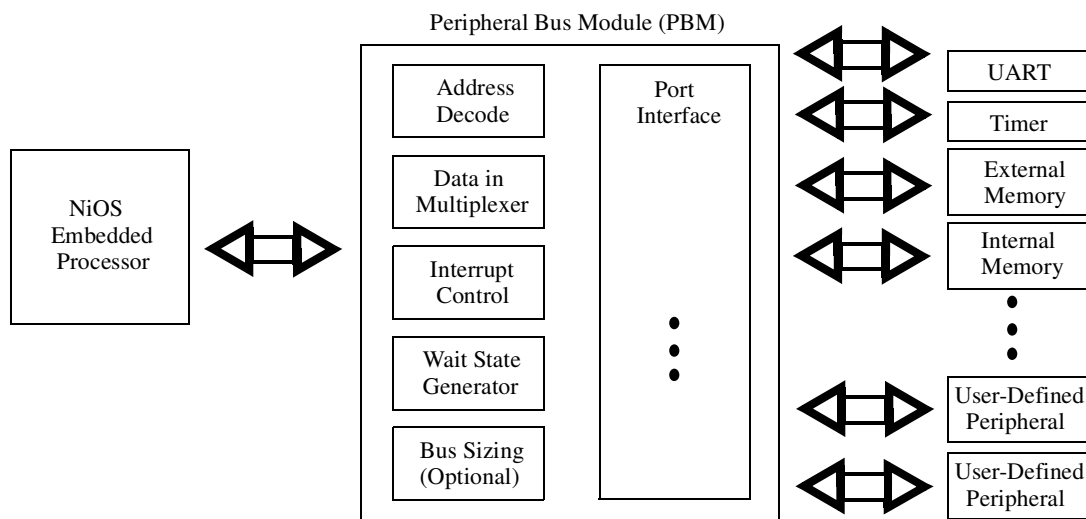 Peripheral Bus Module (PBM)
NiOS
Embedded
Processor
Address
Decode
Data in
Multiplexer
Interrupt
Control
Wait State
Generator
Bus Sizing
(Optional)
Port
Interface
UART
Timer
External
Memory
Internal
Memory
User-Defined
Peripheral
User-Defined
Peripheral